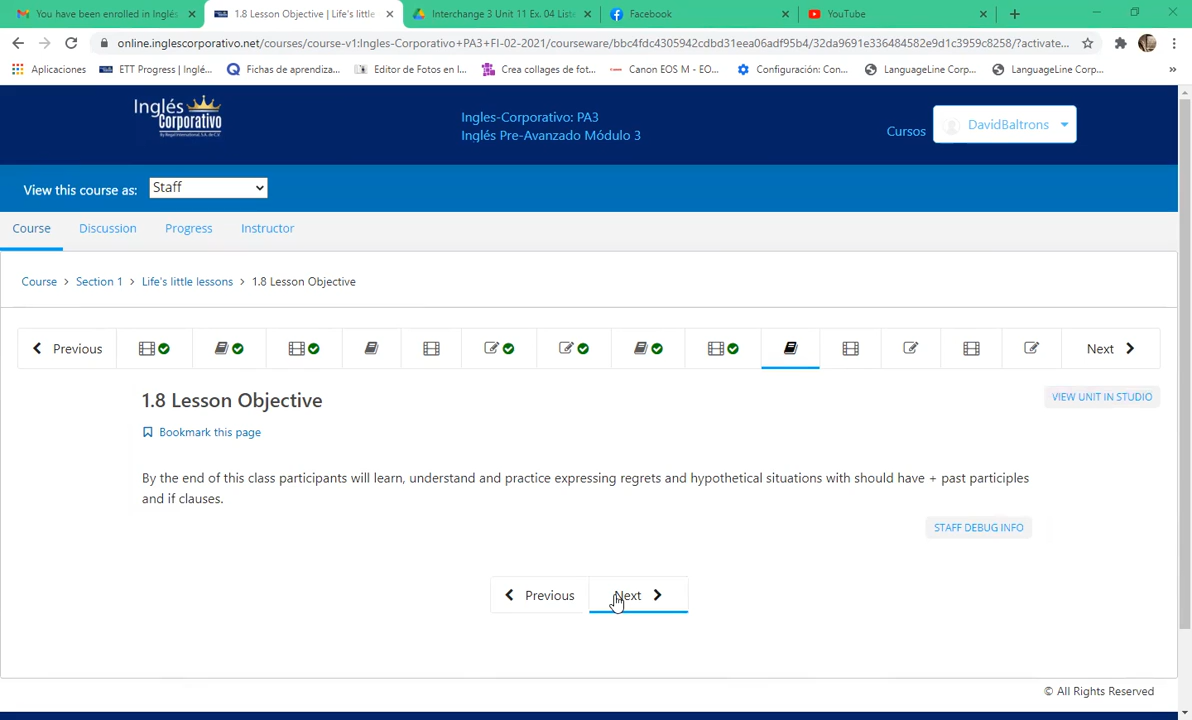 You have been enrolled in Inglés
1.8 Lesson Objective | Life's little
Interchange 3 Unit 11 Ex. 04 Liste
Facebook
YouTube
online.inglescorporativo.net/courses/course-v1:Ingles-Corporativo+PA3+FI-02-2021/courseware/bbc4fdc4305942cdbd31eea06adf95b4/32da9691e336484582e9d1c3959c8258/?activate...
Aplicaciones
ETT Progress | Inglé...
Fichas de aprendiza...
Editor de Fotos en l...
Crea collages de fot...
Canon EOS M - EO...
Configuración: Con...
LanguageLine Corp...
LanguageLine Corp...
Inglés
Corporativo
Ingles-Corporativo: PA3
Inglés Pre-Avanzado Módulo 3
Cursos
DavidBaltrons
View this course as:
Staff
Course
Discussion
Progress
Instructor
Course > Section 1 > Life's little lessons > 1.8 Lesson Objective
Previous
Next
1.8 Lesson Objective
VIEW UNIT IN STUDIO
Bookmark this page
By the end of this class participants will learn, understand and practice expressing regrets and hypothetical situations with should have + past participles
and if clauses.
STAFF DEBUG INFO
Previous
Next
© All Rights Reserved